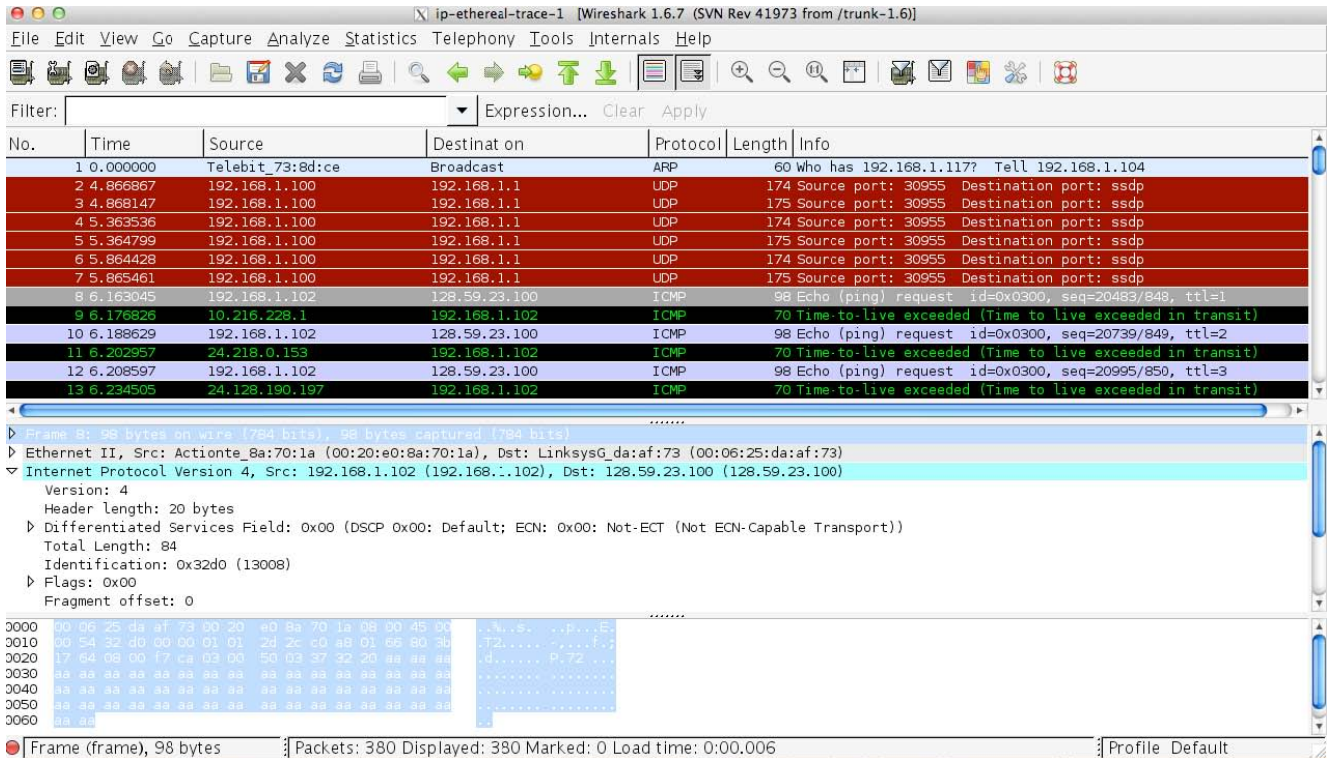 ip-ethereal-trace-1 [Wireshark 1.6.7 (SVN Rev 41973 from /trunk-1.6)]
File Edit View Go Capture Analyze Statistics Telephony Tools Internals Help
Filter: Expression... Clear Apply
No. Time Source Destinat on Protocol Length Info
1 0.000000 Telebit_73:8d:ce Broadcast ARP 60 Who has 192.168.1.117? Tell 192.168.1.104
2 4.866867 192.168.1.100 192.168.1.1 UDP 174 Source port: 30955 Destination port: ssdp
3 4.868147 192.168.1.100 192.168.1.1 UDP 175 Source port: 30955 Destination port: ssdp
4 5.363536 192.168.1.100 192.168.1.1 UDP 174 Source port: 30955 Destination port: ssdp
5 5.364799 192.168.1.100 192.168.1.1 UDP 175 Source port: 30955 Destination port: ssdp
6 5.864428 192.168.1.100 192.168.1.1 UDP 174 Source port: 30955 Destination port: ssdp
7 5.865461 192.168.1.100 192.168.1.1 UDP 175 Source port: 30955 Destination port: ssdp
8 6.163045 192.168.1.102 128.59.23.100 ICMP 98 Echo (ping) request id=0x0300, seq=20483/848, ttl=1
9 6.176826 10.216.228.1 192.168.1.102 ICMP 70 Time-to-live exceeded (Time to live exceeded in transit)
10 6.188629 192.168.1.102 128.59.23.100 ICMP 98 Echo (ping) request id=0x0300, seq=20739/849, ttl=2
11 6.202957 24.218.0.153 192.168.1.102 ICMP 70 Time-to-live exceeded (Time to live exceeded in transit)
12 6.208597 192.168.1.102 128.59.23.100 ICMP 98 Echo (ping) request id=0x0300, seq=20995/850, ttl=3
13 6.234505 24.128.190.197 192.168.1.102 ICMP 70 Time-to-live exceeded (Time to live exceeded in transit)
Frame 8: 98 bytes on wire (784 bits), 98 bytes captured (784 bits)
Ethernet II, Src: Actionte_8a:70:1a (00:20:e0:8a:70:1a), Dst: LinksysG_da:af:73 (00:06:25:da:af:73)
Internet Protocol Version 4, Src: 192.168.1.102 (192.168.1.102), Dst: 128.59.23.100 (128.59.23.100)
Version: 4
Header length: 20 bytes
Differentiated Services Field: 0x00 (DSCP 0x00: Default; ECN: 0x00: Not-ECT (Not ECN-Capable Transport))
Total Length: 84
Identification: 0x32d0 (13008)
Flags: 0x00
Fragment offset: 0
0000 00 06 25 da af 73 00 20 e0 8a 70 1a 08 00 45 00 ..%..s. ..p...E.
0010 00 54 32 d0 00 00 01 01 2d 2c c0 a8 01 66 80 3b .T2..... -,...f.;
0020 17 64 08 00 f7 ca 03 00 50 03 37 32 20 aa aa aa .d...... P.72 ...
0030 aa aa aa aa aa aa aa aa aa aa aa aa aa aa aa aa ........ ........
0040 aa aa aa aa aa aa aa aa aa aa aa aa aa aa aa aa ........ ........
0050 aa aa aa aa aa aa aa aa aa aa aa aa aa aa aa aa ........ ........
0060 aa aa ..
Frame (frame), 98 bytes Packets: 380 Displayed: 380 Marked: 0 Load time: 0:00.006 Profile Default